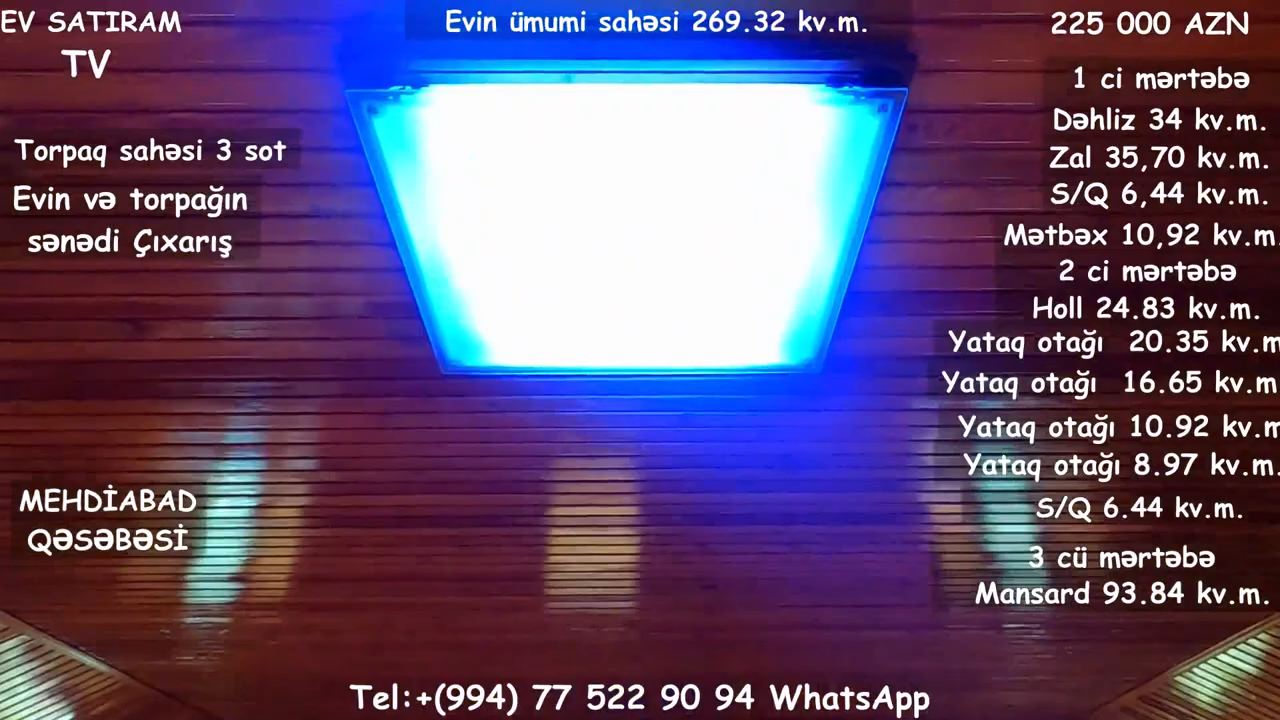 EV SATIRAM
TV
Evin ümumi sahəsi 269.32 kv.m.
225 000 AZN
Torpaq sahəsi 3 sot
Evin və torpağın
sənədi Çıxarış
MEHDİABAD
QƏSƏBƏSİ
1 ci mərtəbə
Dəhliz 34 kv.m.
Zal 35,70 kv.m.
S/Q 6,44 kv.m.
Mətbəx 10,92 kv.m.
2 ci mərtəbə
Holl 24.83 kv.m.
Yataq otağı 20.35 kv.m
Yataq otağı 16.65 kv.m
Yataq otağı 10.92 kv.m
Yataq otağı 8.97 kv.m.
S/Q 6.44 kv.m.
3 cü mərtəbə
Mansard 93.84 kv.m.
Tel:+(994) 77 522 90 94 WhatsApp